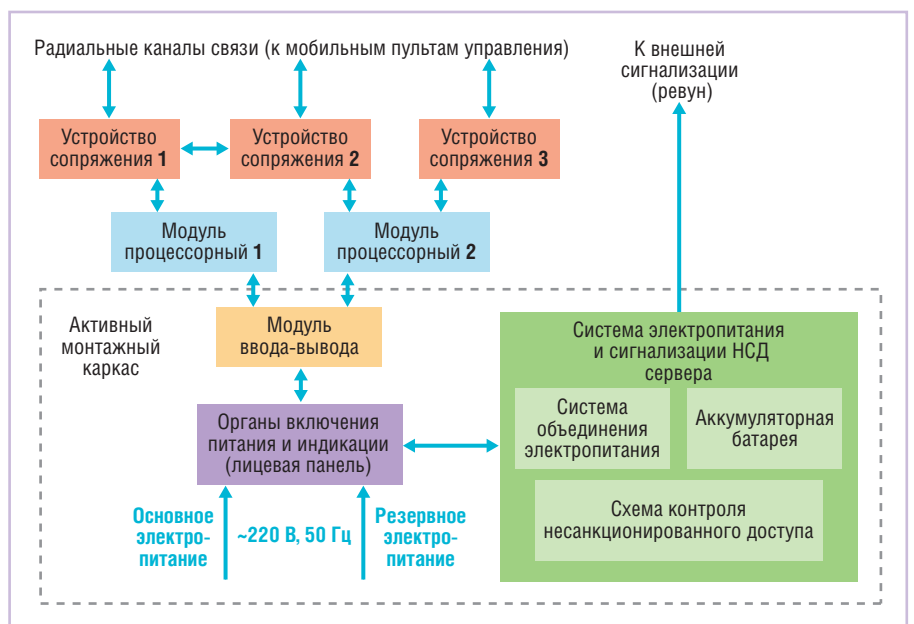 Радиальные каналы связи (к мобильным пультам управления)
К внешней
сигнализации
(ревун)
Устройство
сопряжения 1
Устройство
сопряжения 2
Устройство
сопряжения 3
Модуль
процессорный 1
Модуль
процессорный 2
Активный
монтажный
каркас
Модуль
ввода-вывода
Система электропитания
и сигнализации НСД
сервера
Органы включения
питания и индикации
(лицевая панель)
Система
объединения
электропитания
Аккумуляторная
батарея
Схема контроля
несанкционированного доступа
Основное
электро-
питание
~220 В, 50 Гц
Резервное
электро-
питание